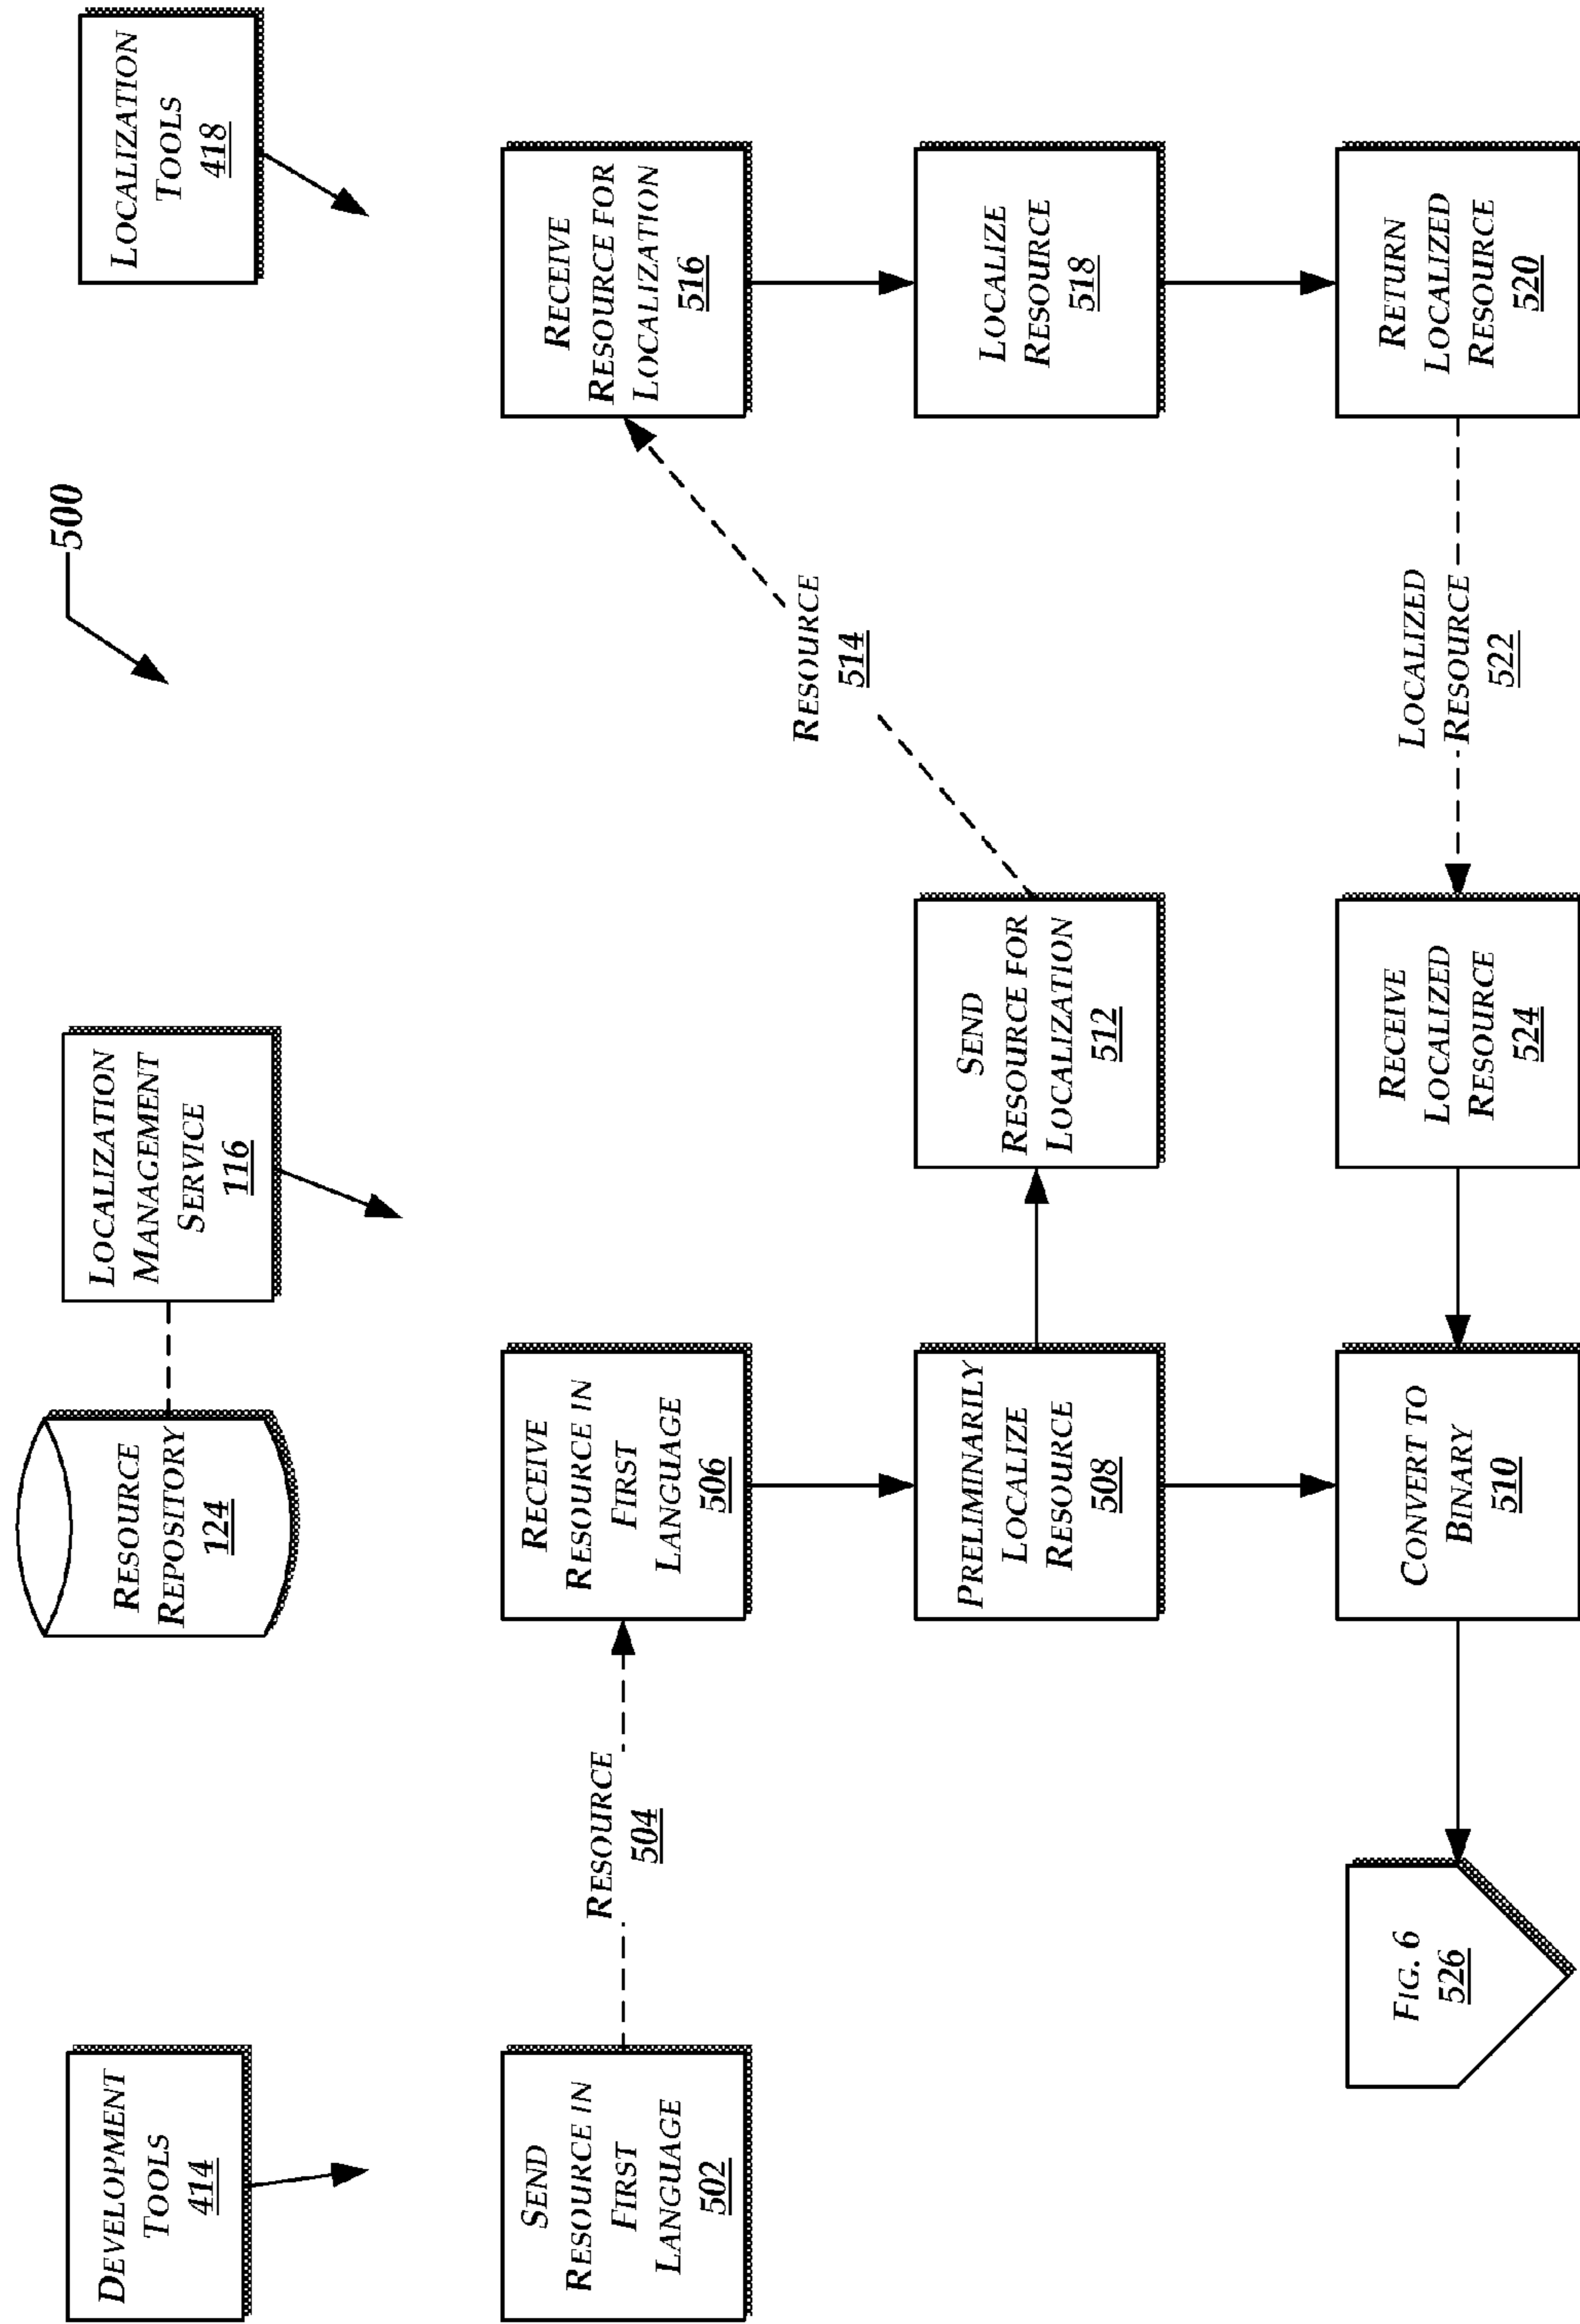 500
DEVELOPMENT
TOOLS
414
RESOURCE
REPOSITORY
124
LOCALIZATION
MANAGEMENT
SERVICE
116
LOCALIZATION
TOOLS
418
SEND
RESOURCE IN
FIRST
LANGUAGE
502
RESOURCE
504
RECEIVE
RESOURCE IN
FIRST
LANGUAGE
506
RECEIVE
RESOURCE FOR
LOCALIZATION
516
RESOURCE
514
PRELIMINARILY
LOCALIZE
RESOURCE
508
SEND
RESOURCE FOR
LOCALIZATION
512
LOCALIZE
RESOURCE
518
FIG. 6
526
CONVERT TO
BINARY
510
RECEIVE
LOCALIZED
RESOURCE
524
LOCALIZED
RESOURCE
522
RETURN
LOCALIZED
RESOURCE
520